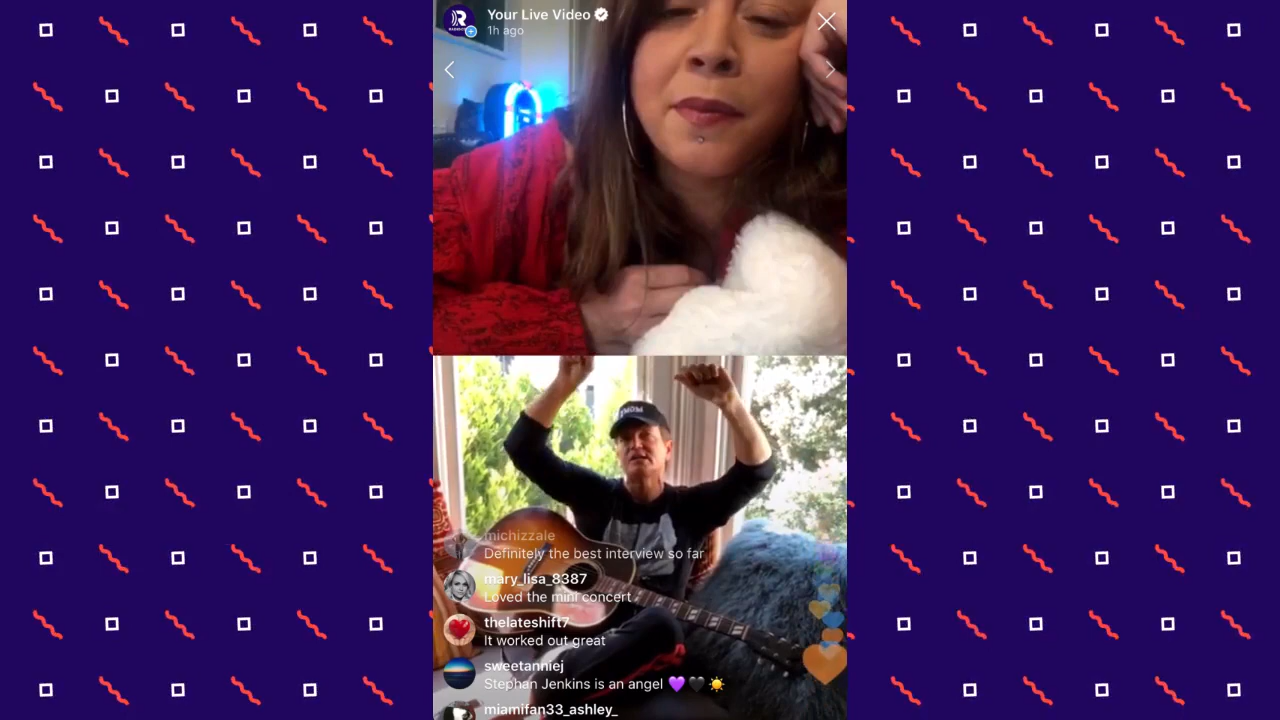 Your Live Video
1h ago
michizzale
Definitely the best interview so far
mary_lisa_8387
Loved the mini concert
thelateshift7
It worked out great
sweetanniej
Stephan Jenkins is an angel 💜🖤☀️
miamifan33_ashley_